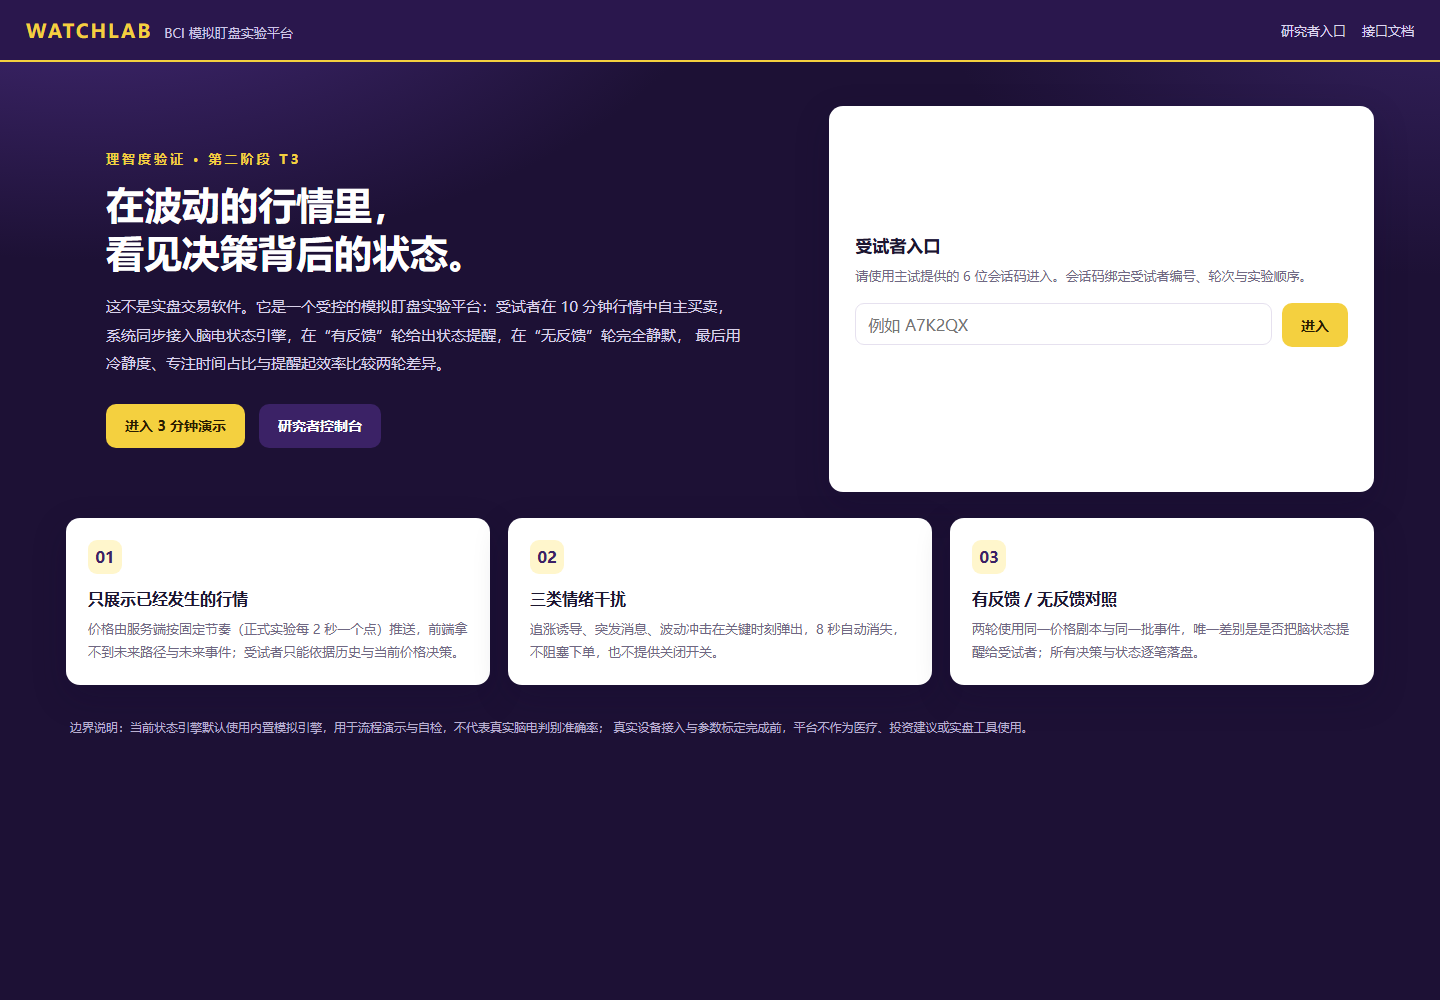 WATCHLAB BCI 模拟盯盘实验平台
研究者入口 接口文档
理智度验证 • 第二阶段 T3
在波动的行情里，
看见决策背后的状态。
这不是实盘交易软件。它是一个受控的模拟盯盘实验平台：受试者在 10 分钟行情中自主买卖，
系统同步接入脑电状态引擎，在“有反馈”轮给出状态提醒，在“无反馈”轮完全静默， 最后用
冷静度、专注时间占比与提醒起效率比较两轮差异。
进入 3 分钟演示
研究者控制台
受试者入口
请使用主试提供的 6 位会话码进入。会话码绑定受试者编号、轮次与实验顺序。
例如 A7K2QX
进入
01
只展示已经发生的行情
价格由服务端按固定节奏（正式实验每 2 秒一个点）推送，前端拿
不到未来路径与未来事件；受试者只能依据历史与当前价格决策。
02
三类情绪干扰
追涨诱导、突发消息、波动冲击在关键时刻弹出，8 秒自动消失，
不阻塞下单，也不提供关闭开关。
03
有反馈 / 无反馈对照
两轮使用同一价格剧本与同一批事件，唯一差别是是否把脑状态提
醒给受试者；所有决策与状态逐笔落盘。
边界说明：当前状态引擎默认使用内置模拟引擎，用于流程演示与自检，不代表真实脑电判别准确率； 真实设备接入与参数标定完成前，平台不作为医疗、投资建议或实盘工具使用。